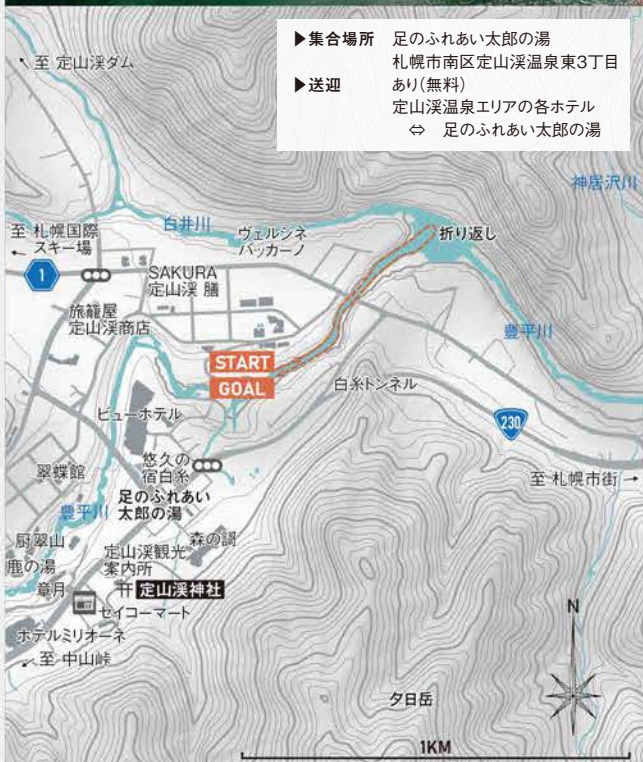 ▶集合場所 足のふれあい太郎の湯
札幌市南区定山渓温泉東3丁目
▶送迎 あり(無料)
定山渓温泉エリアの各ホテル
⇔ 足のふれあい太郎の湯
至 定山渓ダム
神居沢川
白井川
ヴェルシネ
バッカーノ
折り返し
至 札幌国際
スキー場
1
SAKURA
定山渓 膳
旅籠屋
定山渓商店
豊平川
START
GOAL
白糸トンネル
ビューホテル
230
悠久の
宿白糸
至 札幌市街
翠蝶館
足のふれあい
太郎の湯
豊平川
厨翠山
鹿の湯
定山渓観光
案内所
森の謌
章月
定山渓神社
セイコーマート
ホテルミリオーネ
至 中山峠
N
夕日岳
1KM